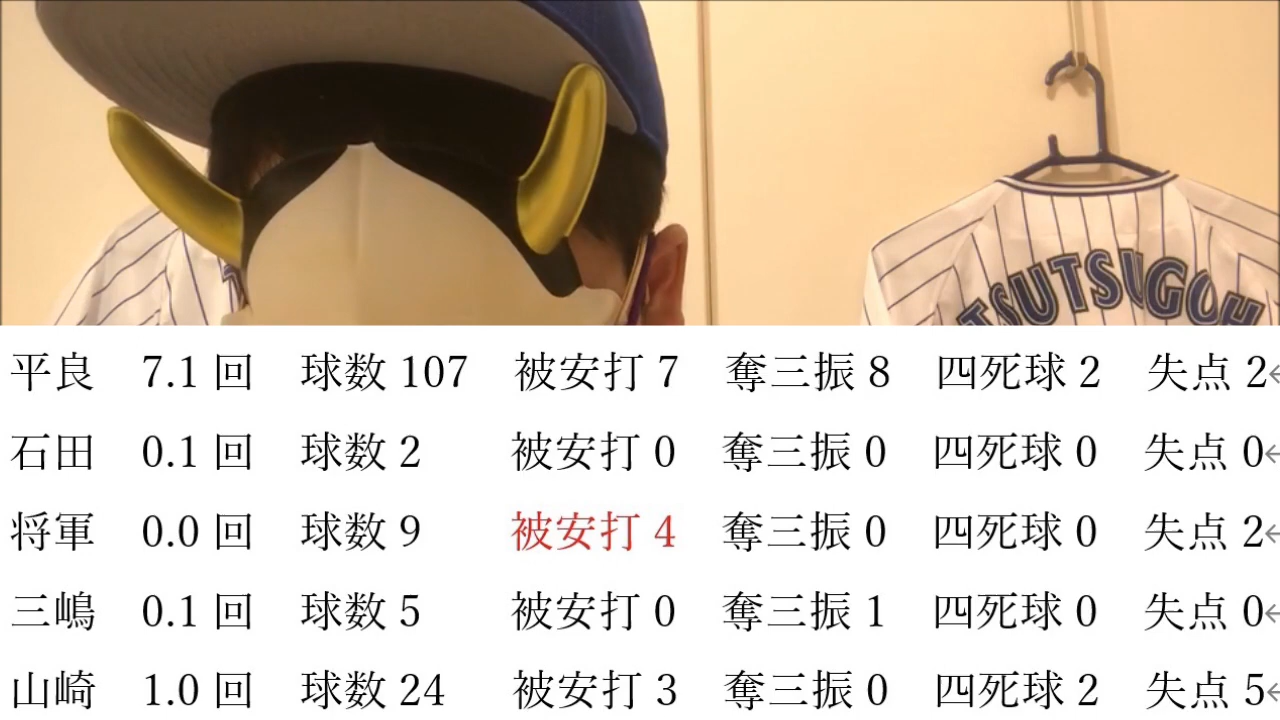 TSUTSUGOH
平良 7.1回 球数107 被安打7 奪三振8 四死球2 失点2↵
石田 0.1回 球数2 被安打0 奪三振0 四死球0 失点0↵
将軍 0.0回 球数9 被安打4 奪三振0 四死球0 失点2↵
三嶋 0.1回 球数5 被安打0 奪三振1 四死球0 失点0↵
山崎 1.0回 球数24 被安打3 奪三振0 四死球2 失点5↵